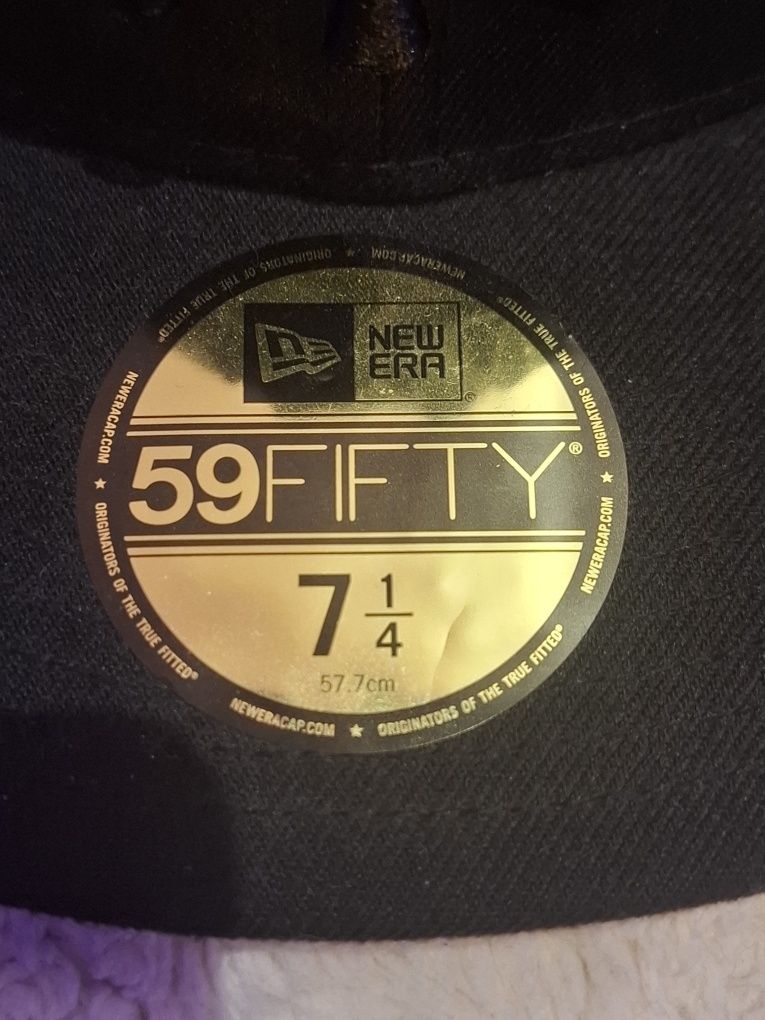 NEW
ERA
®
59FIFTY®
7 1/4
57.7cm
NEWERACAP.COM ★ ORIGINATORS OF THE TRUE FITTED®
NEWERACAP.COM ★ ORIGINATORS OF THE TRUE FITTED®
NEWERACAP.COM ★ ORIGINATORS OF THE TRUE FITTED®
NEWERACAP.COM ★ ORIGINATORS OF THE TRUE FITTED®